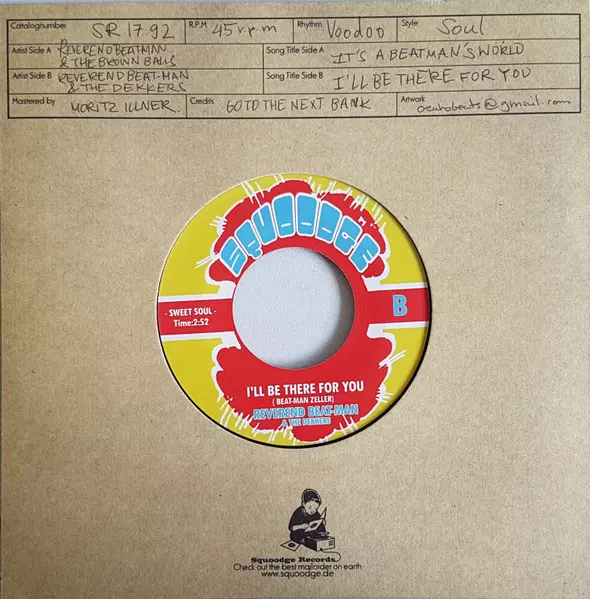 Catalognumber SR 17.92 R.P.M 45 r.p.m Rhythm Voodoo Style Soul
Artist Side A REVEREND BEATMAN & THE BROWN BALLS Song Title Side A IT'S A BEATMAN'S WORLD
Artist Side B REVEREND BEAT-MAN & THE DEKKERS Song Title Side B I'LL BE THERE FOR YOU
Mastered by MORITZ ILLNER. Credits GO TO THE NEXT BANK Artwork @gmail.com
SQUOODGE
- SWEET SOUL -
Time:2:52
B
I'LL BE THERE FOR YOU
( BEAT-MAN ZELLER)
REVEREND BEAT-MAN
& THE DEKKERS
Squoodge Records.
Check out the best mailorder on earth
www.squoodge.de